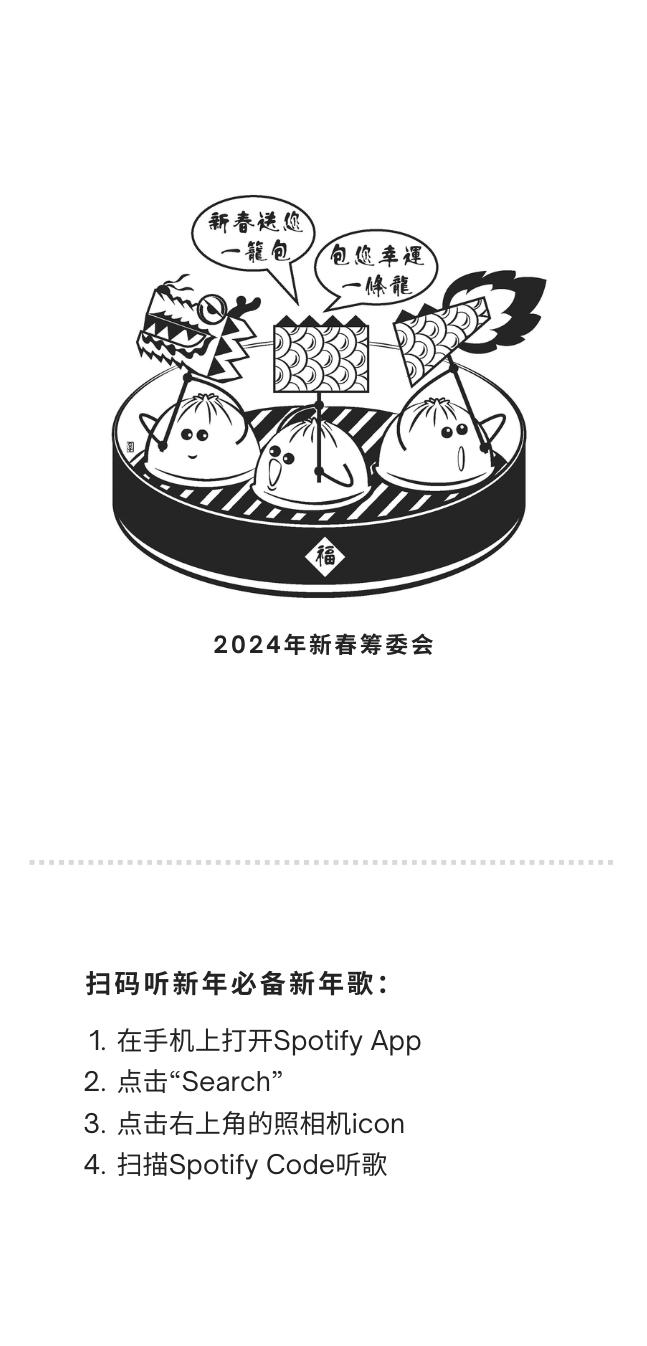 新春送您
一籠包
包您幸運
一條龍
福
2024年新春筹委会
扫码听新年必备新年歌：
1. 在手机上打开Spotify App
2. 点击“Search”
3. 点击右上角的照相机icon
4. 扫描Spotify Code听歌